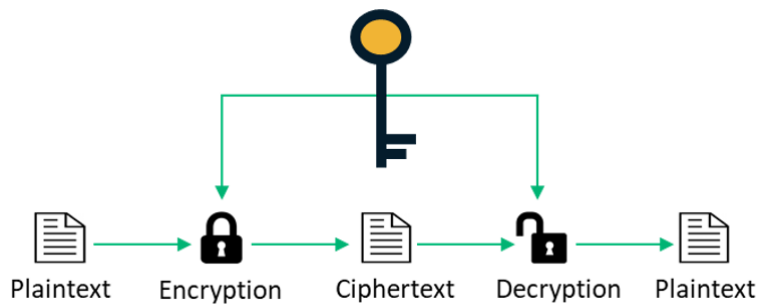 Plaintext
Encryption
Ciphertext
Decryption
Plaintext